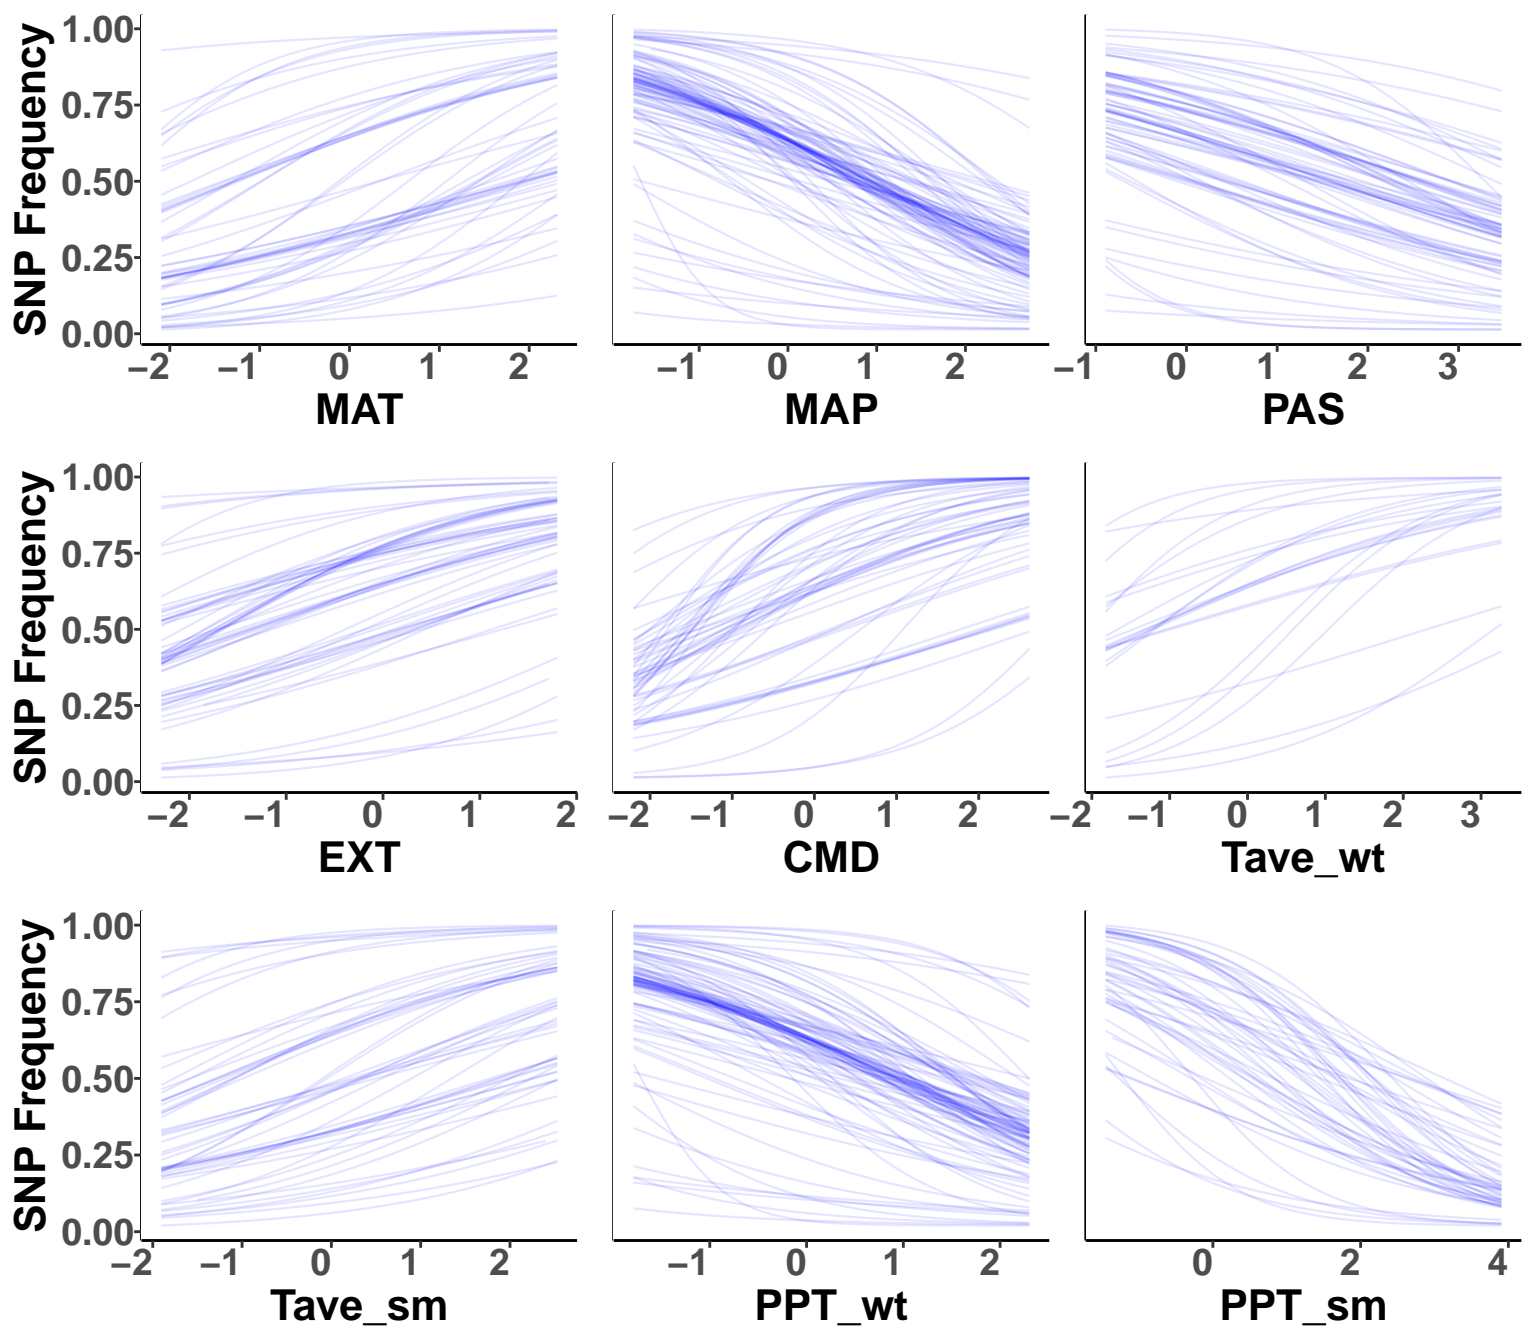 SNP Frequency
1.00
0.75
0.50
0.25
0.00
−2 −1 0 1 2
MAT
−1 0 1 2
MAP
−1 0 1 2 3
PAS
SNP Frequency
1.00
0.75
0.50
0.25
0.00
−2 −1 0 1 2
EXT
−2 −1 0 1 2
CMD
−2 −1 0 1 2 3
Tave_wt
SNP Frequency
1.00
0.75
0.50
0.25
0.00
−2 −1 0 1 2
Tave_sm
−1 0 1 2
PPT_wt
0 2 4
PPT_sm